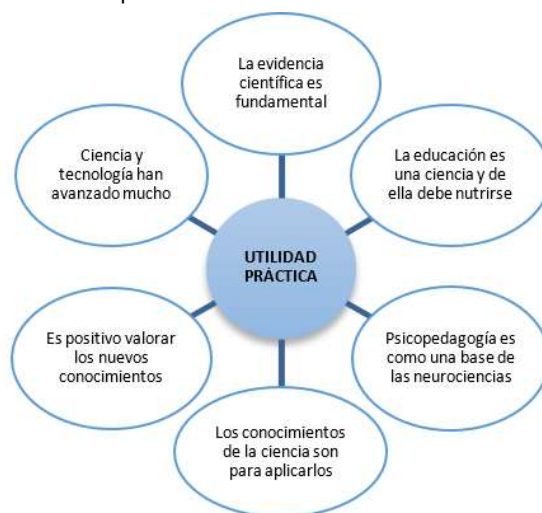 La evidencia
científica es
fundamental
La educación es
una ciencia y de
ella debe nutrirse
Psicopedagogía es
como una base de
las neurociencias
Los conocimientos
de la ciencia son
para aplicarlos
Es positivo valorar
los nuevos
conocimientos
Ciencia y
tecnología han
avanzado mucho
UTILIDAD
PRÁCTICA